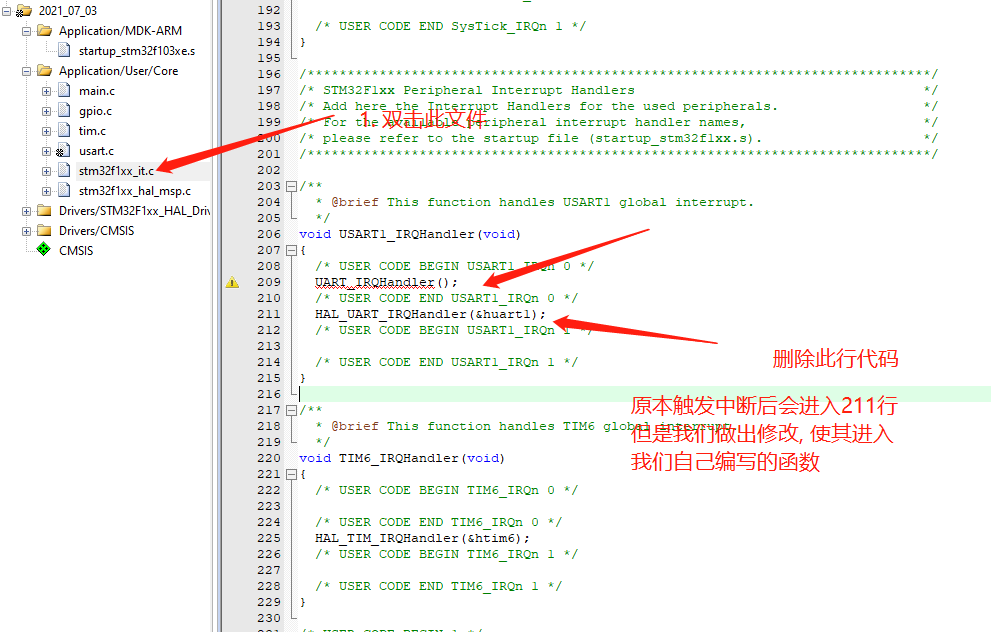 2021_07_03
Application/MDK-ARM
startup_stm32f103xe.s
Application/User/Core
main.c
gpio.c
tim.c
usart.c
stm32f1xx_it.c
stm32f1xx_hal_msp.c
Drivers/STM32F1xx_HAL_Driv
Drivers/CMSIS
CMSIS
192
193 /* USER CODE END SysTick_IRQn 1 */
194 }
195
196 /******************************************************************************/
197 /* STM32F1xx Peripheral Interrupt Handlers */
198 /* Add here the Interrupt Handlers for the used peripherals. */
199 /* For the available peripheral interrupt handler names, */
200 /* please refer to the startup file (startup_stm32f1xx.s). */
201 /******************************************************************************/
202
203 /**
204 * @brief This function handles USART1 global interrupt.
205 */
206 void USART1_IRQHandler(void)
207 {
208 /* USER CODE BEGIN USART1_IRQn 0 */
209 UART_IRQHandler();
210 /* USER CODE END USART1_IRQn 0 */
211 HAL_UART_IRQHandler(&huart1);
212 /* USER CODE BEGIN USART1_IRQn 1 */
213
214 /* USER CODE END USART1_IRQn 1 */
215 }
216
217 /**
218 * @brief This function handles TIM6 global interrupt.
219 */
220 void TIM6_IRQHandler(void)
221 {
222 /* USER CODE BEGIN TIM6_IRQn 0 */
223
224 /* USER CODE END TIM6_IRQn 0 */
225 HAL_TIM_IRQHandler(&htim6);
226 /* USER CODE BEGIN TIM6_IRQn 1 */
227
228 /* USER CODE END TIM6_IRQn 1 */
229 }
230
1. 双击此文件
删除此行代码
原本触发中断后会进入211行
但是我们做出修改, 使其进入
我们自己编写的函数